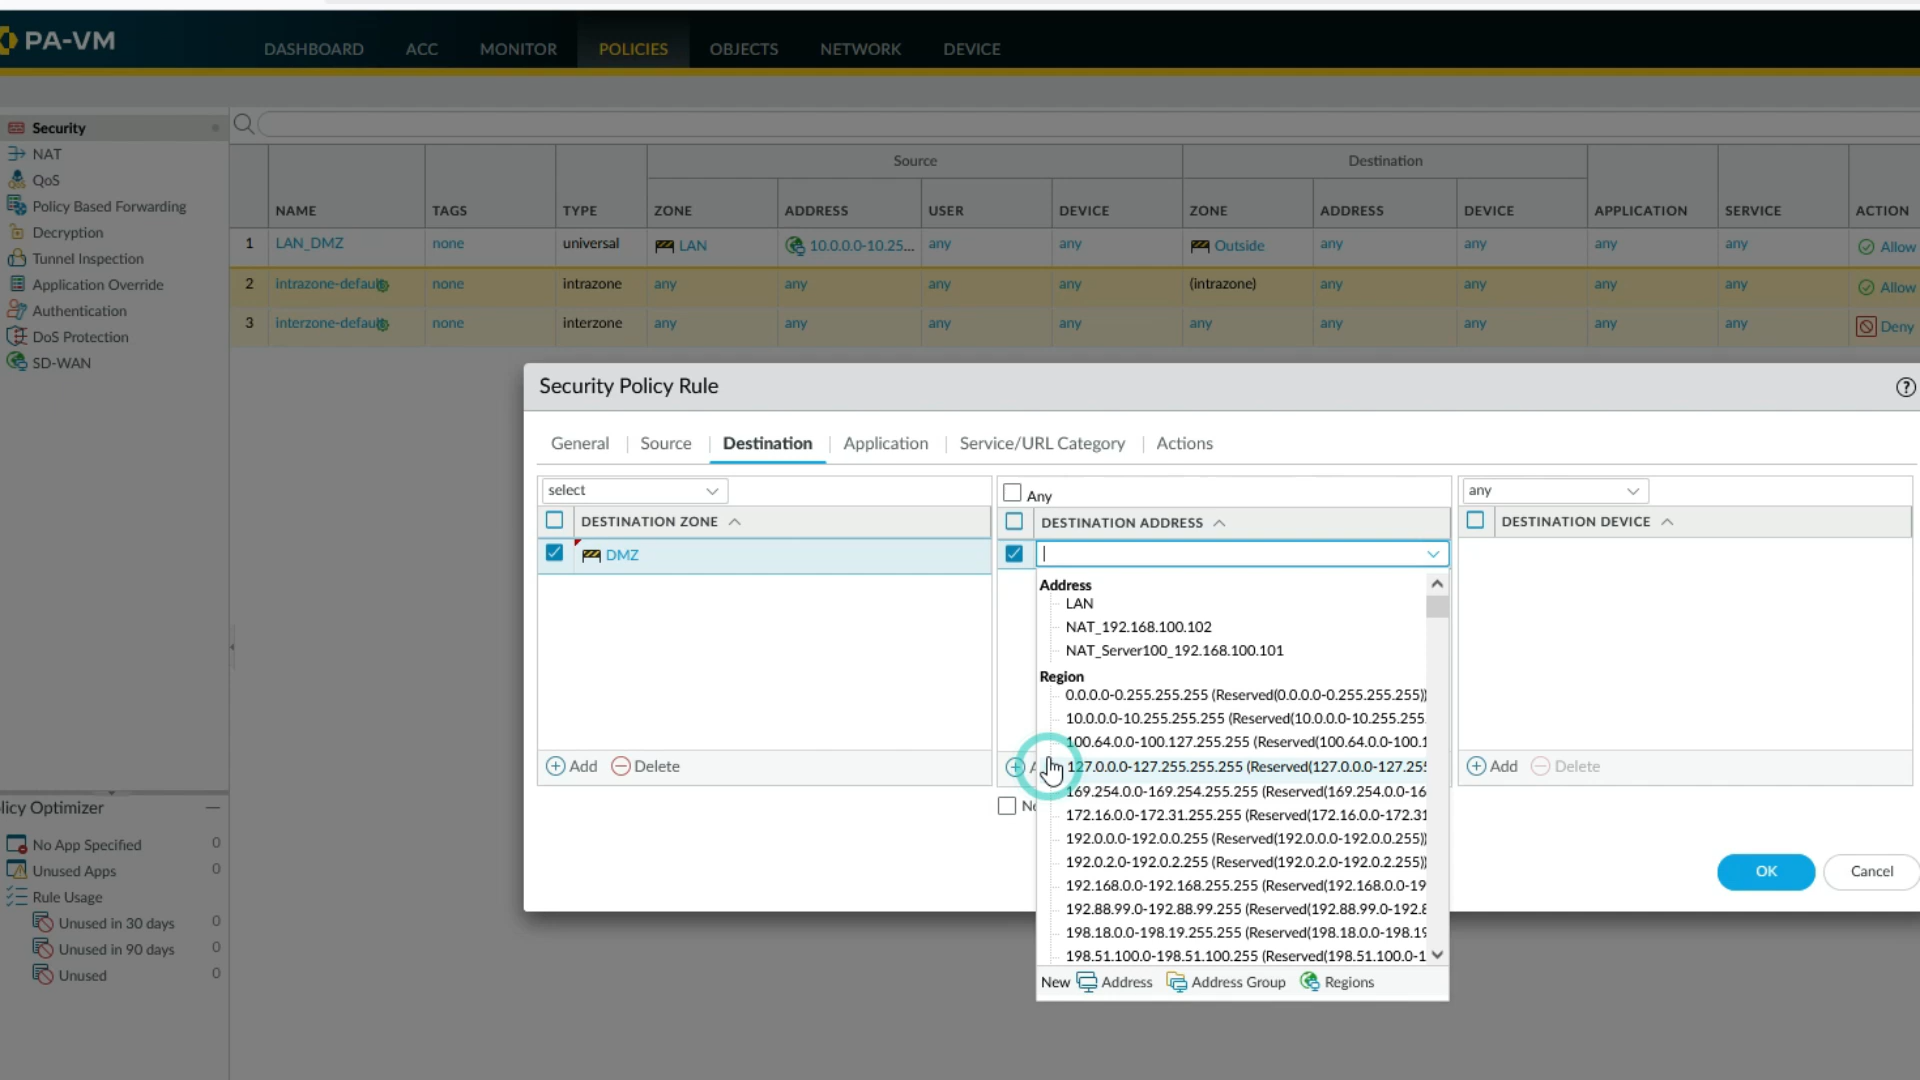 PA-VM
DASHBOARD ACC MONITOR POLICIES OBJECTS NETWORK DEVICE
Security
NAT
QoS
Policy Based Forwarding
Decryption
Tunnel Inspection
Application Override
Authentication
DoS Protection
SD-WAN
Source Destination
NAME TAGS TYPE ZONE ADDRESS USER DEVICE ZONE ADDRESS DEVICE APPLICATION SERVICE ACTION
1 LAN_DMZ none universal LAN 10.0.0.0-10.25... any any Outside any any any any Allow
2 intrazone-default none intrazone any any any any (intrazone) any any any any Allow
3 interzone-default none interzone any any any any any any any any any Deny
Security Policy Rule
General | Source | Destination | Application | Service/URL Category | Actions
select
DESTINATION ZONE
DMZ
Add Delete
Any
DESTINATION ADDRESS
Address
LAN
NAT_192.168.100.102
NAT_Server100_192.168.100.101
Region
0.0.0.0-0.255.255.255 (Reserved(0.0.0.0-0.255.255.255))
10.0.0.0-10.255.255.255 (Reserved(10.0.0.0-10.255.255.
100.64.0.0-100.127.255.255 (Reserved(100.64.0.0-100.1
127.0.0.0-127.255.255.255 (Reserved(127.0.0.0-127.255
169.254.0.0-169.254.255.255 (Reserved(169.254.0.0-16
172.16.0.0-172.31.255.255 (Reserved(172.16.0.0-172.31
192.0.0.0-192.0.0.255 (Reserved(192.0.0.0-192.0.0.255))
192.0.2.0-192.0.2.255 (Reserved(192.0.2.0-192.0.2.255))
192.168.0.0-192.168.255.255 (Reserved(192.168.0.0-19
192.88.99.0-192.88.99.255 (Reserved(192.88.99.0-192.8
198.18.0.0-198.19.255.255 (Reserved(198.18.0.0-198.19
198.51.100.0-198.51.100.255 (Reserved(198.51.100.0-1
New Address Address Group Regions
any
DESTINATION DEVICE
Add Delete
OK Cancel
licy Optimizer
No App Specified 0
Unused Apps 0
Rule Usage
Unused in 30 days 0
Unused in 90 days 0
Unused 0